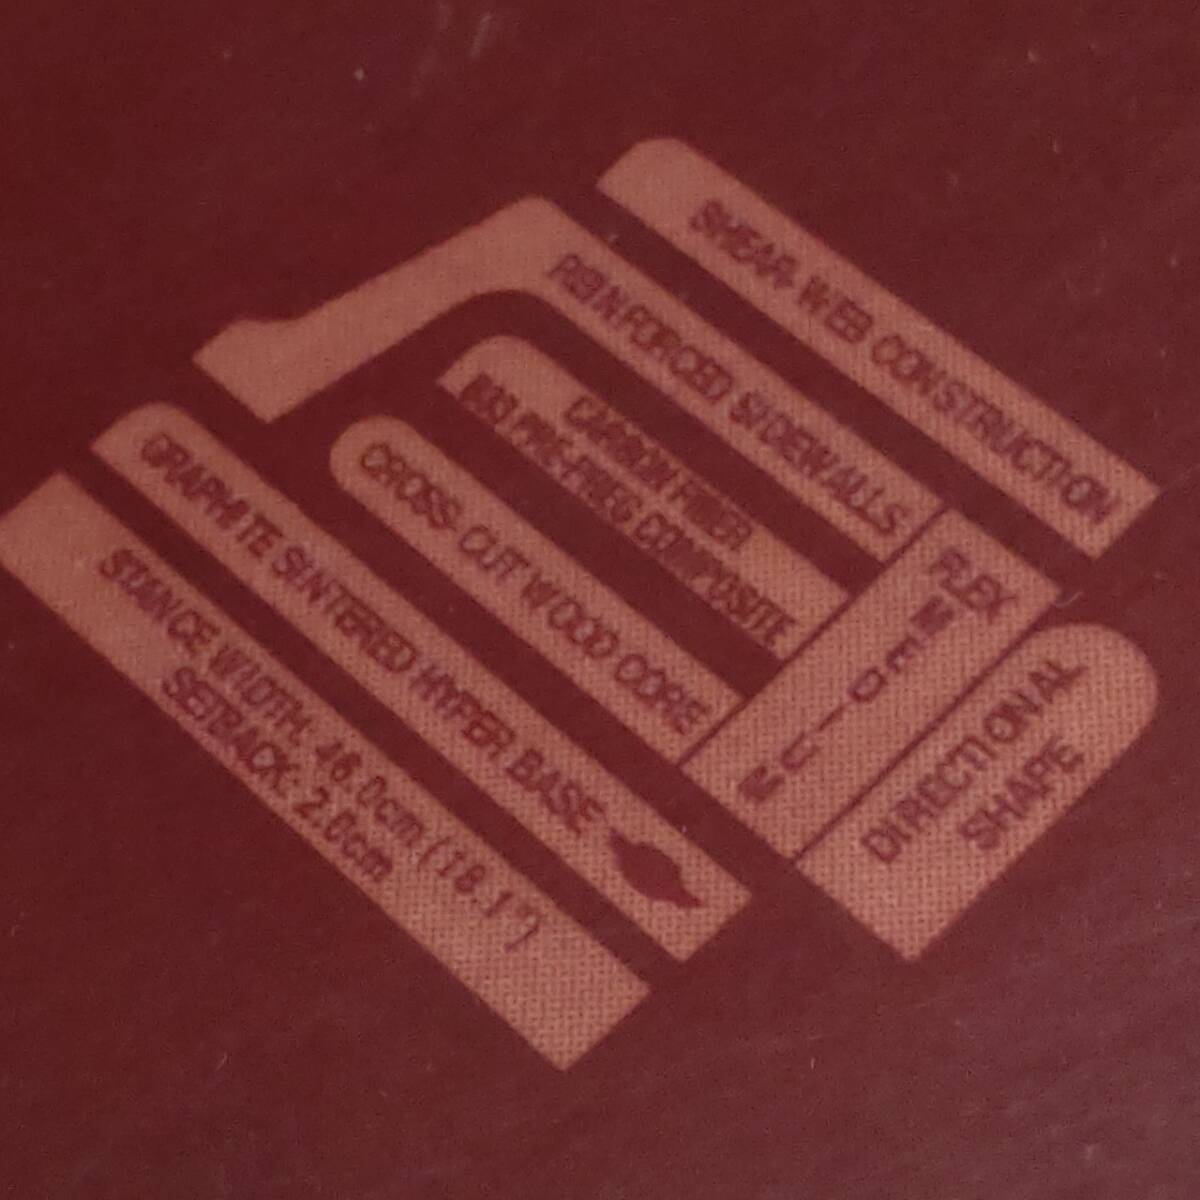 SHEAR WEB CONSTRUCTION
REINFORCED SIDEWALLS
CARBON FIBER
PRE-PREG COMPOSITE
CROSS-CUT WOOD CORE
GRAPHITE SINTERED HYPER BASE
STANCE WIDTH: 46.0cm (18.1")
SETBACK: 2.0cm
FLEX
MEDIUM
DIRECTIONAL
SHAPE